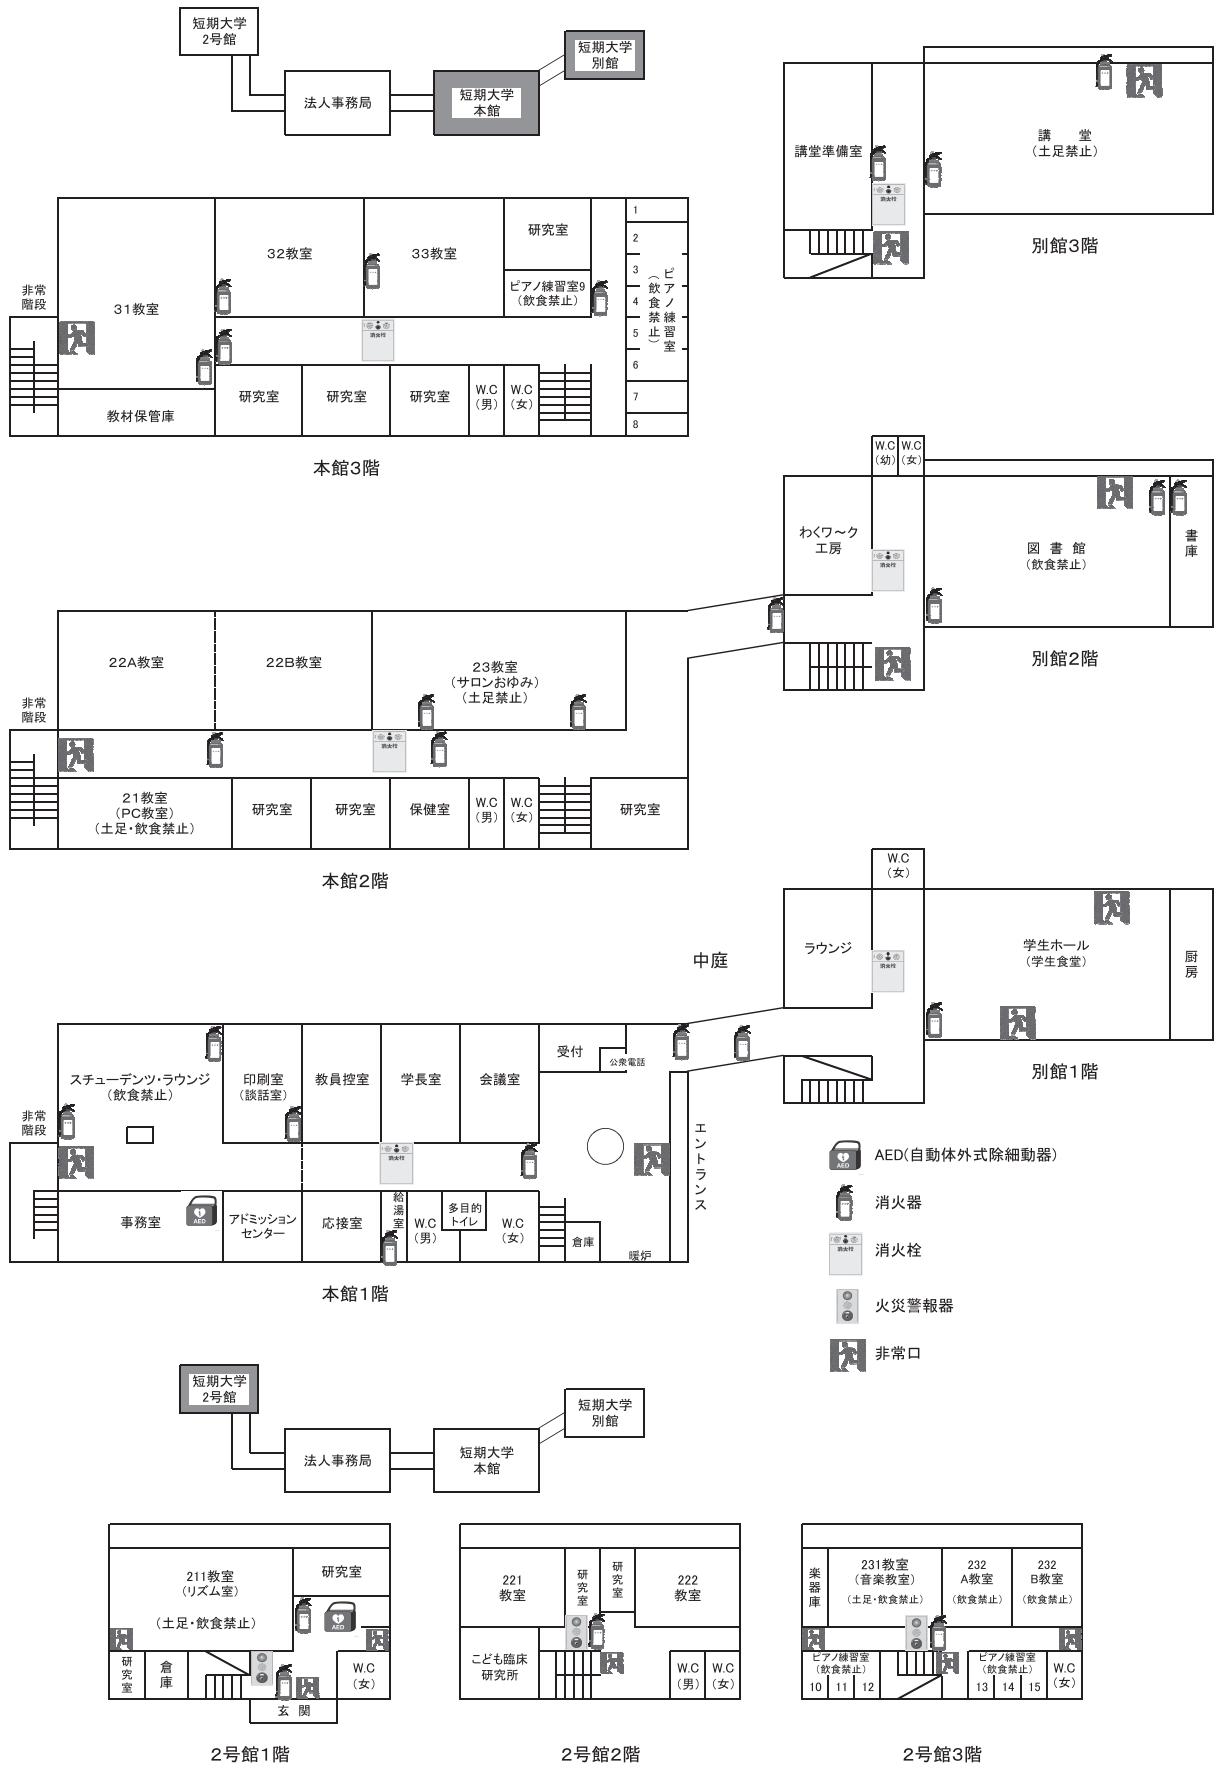 短期大学
2号館
法人事務局
短期大学
本館
短期大学
別館
講堂準備室
講　堂
(土足禁止)
別館3階
非常
階段
31教室
32教室
33教室
研究室
ピアノ練習室9
(飲食禁止)
1
2
3
4
5
6
7
8
ピアノ練習室
(飲食禁止)
消火栓
教材保管庫
研究室
研究室
研究室
W.C
(男)
W.C
(女)
本館3階
W.C
(幼)
W.C
(女)
わくワ～ク
工房
消火栓
図書館
(飲食禁止)
書庫
別館2階
非常
階段
22A教室
22B教室
23教室
(サロンおゆみ)
(土足禁止)
消火栓
21教室
(PC教室)
(土足・飲食禁止)
研究室
研究室
保健室
W.C
(男)
W.C
(女)
研究室
本館2階
W.C
(女)
ラウンジ
消火栓
学生ホール
(学生食堂)
厨房
別館1階
中庭
非常
階段
スチューデンツ・ラウンジ
(飲食禁止)
印刷室
(談話室)
教員控室
学長室
会議室
受付
公衆電話
エントランス
消火栓
事務室
AED
アドミッション
センター
応接室
給湯室
W.C
(男)
多目的
トイレ
W.C
(女)
倉庫
暖炉
本館1階
AED
AED(自動体外式除細動器)
消火器
消火栓
消火栓
火災警報器
非常口
短期大学
2号館
法人事務局
短期大学
本館
短期大学
別館
211教室
(リズム室)
(土足・飲食禁止)
研究室
AED
研究室
倉庫
玄関
W.C
(女)
2号館1階
221
教室
研究室
研究室
222
教室
こども臨床
研究所
W.C
(男)
W.C
(女)
2号館2階
楽器庫
231教室
(音楽教室)
(土足・飲食禁止)
232
A教室
(飲食禁止)
232
B教室
(飲食禁止)
ピアノ練習室
(飲食禁止)
10
11
12
ピアノ練習室
(飲食禁止)
13
14
15
W.C
(女)
2号館3階